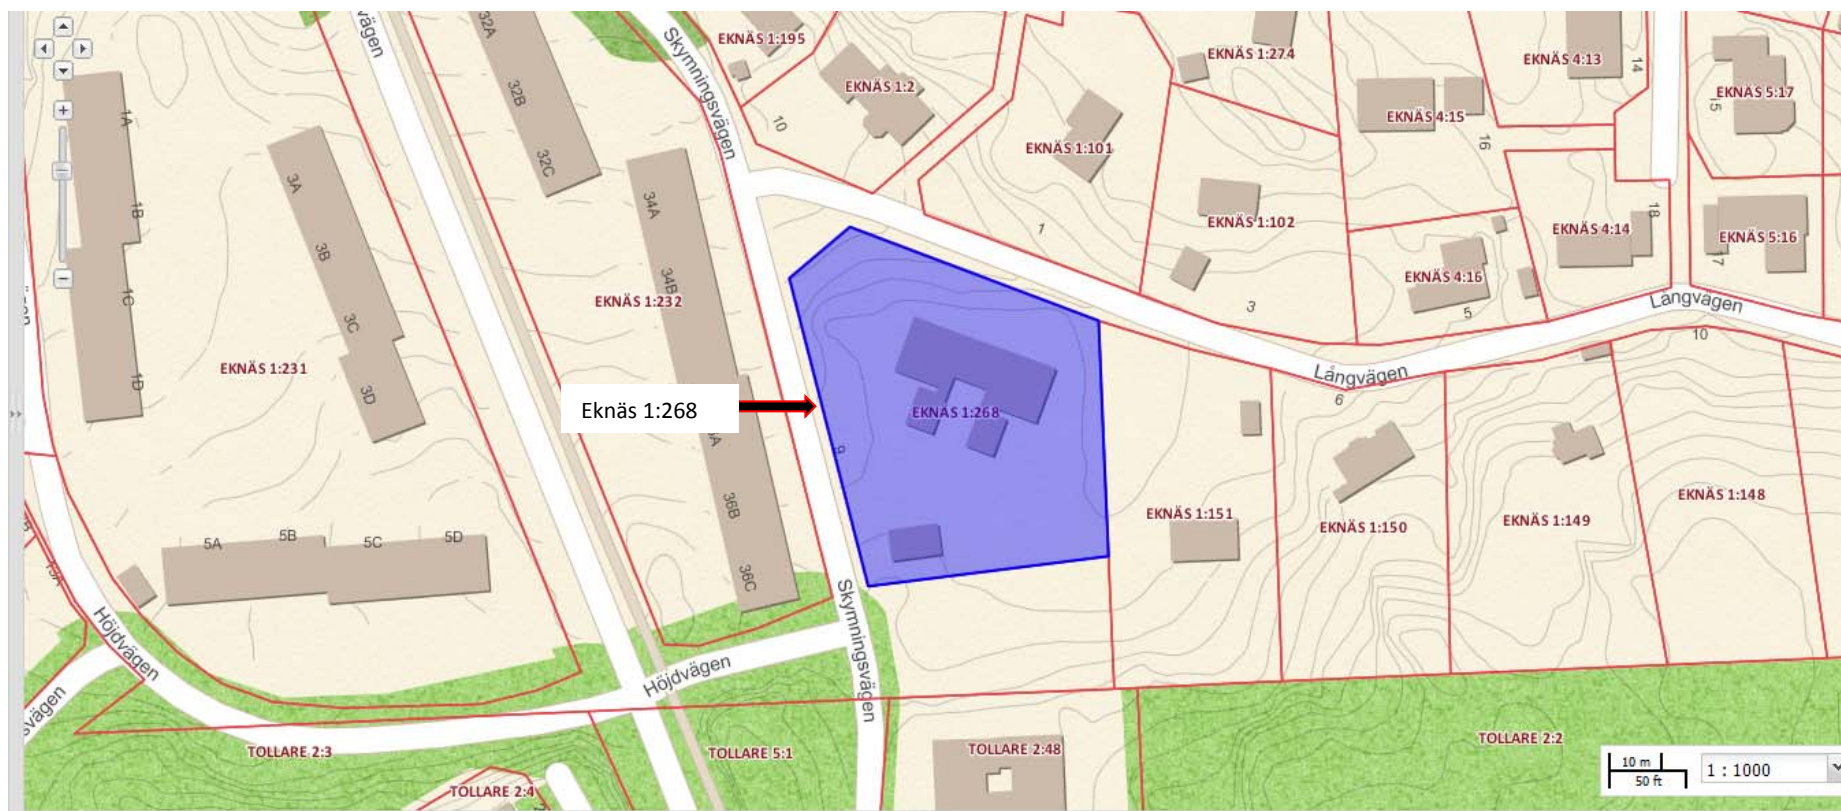 vägen
32A
Skymningsvägen
EKNÄS 1:195
EKNÄS 1:2
EKNÄS 1:274
EKNÄS 4:13
14
EKNÄS 5:17
15
1A
32B
10
EKNÄS 4:15
16
EKNÄS 1:101
32C
3A
34A
1B
EKNÄS 1:102
18
EKNÄS 4:14
EKNÄS 5:16
17
1
3B
34B
EKNÄS 4:16
1C
EKNÄS 1:232
3
5
Långvägen
3C
10
EKNÄS 1:231
1D
Långvägen
3D
6
Eknäs 1:268
EKNÄS 1:268
9
36B
EKNÄS 1:151
EKNÄS 1:150
EKNÄS 1:149
EKNÄS 1:148
5A
5B
5C
5D
13A
36C
Skymningsvägen
Höjdvägen
Höjdvägen
svägen
TOLLARE 2:3
TOLLARE 5:1
TOLLARE 2:48
TOLLARE 2:2
TOLLARE 2:4
10 m
50 ft
1 : 1000